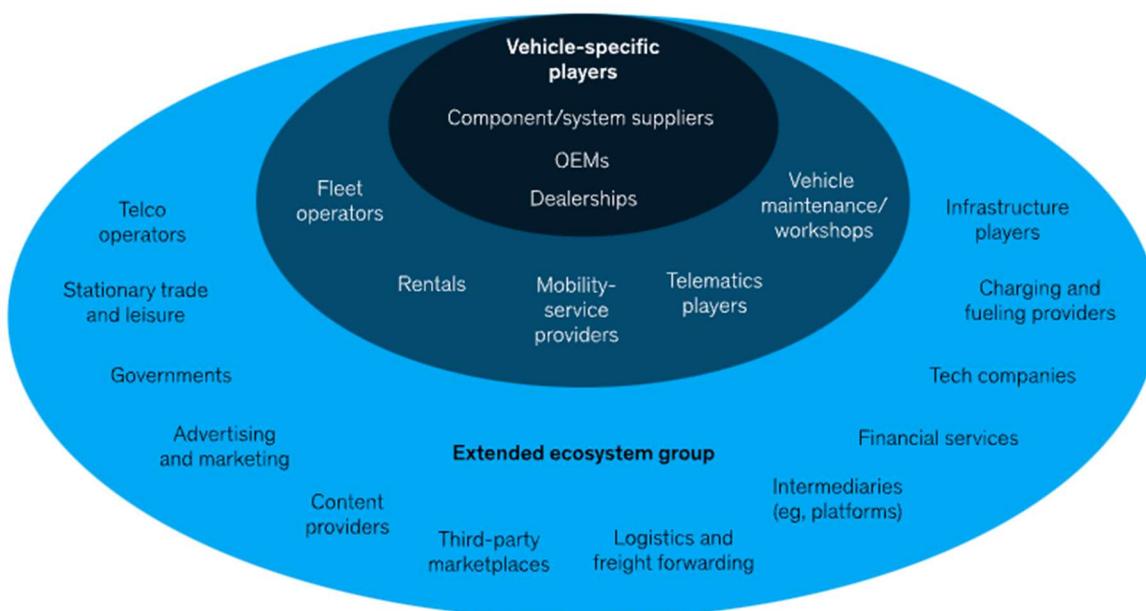 Vehicle-specific
players
Component/system suppliers
OEMs
Dealerships
Fleet
operators
Vehicle
maintenance/
workshops
Rentals
Mobility-
service
providers
Telematics
players
Telco
operators
Infrastructure
players
Stationary trade
and leisure
Charging and
fueling providers
Governments
Tech companies
Advertising
and marketing
Extended ecosystem group
Financial services
Content
providers
Intermediaries
(eg, platforms)
Third-party
marketplaces
Logistics and
freight forwarding